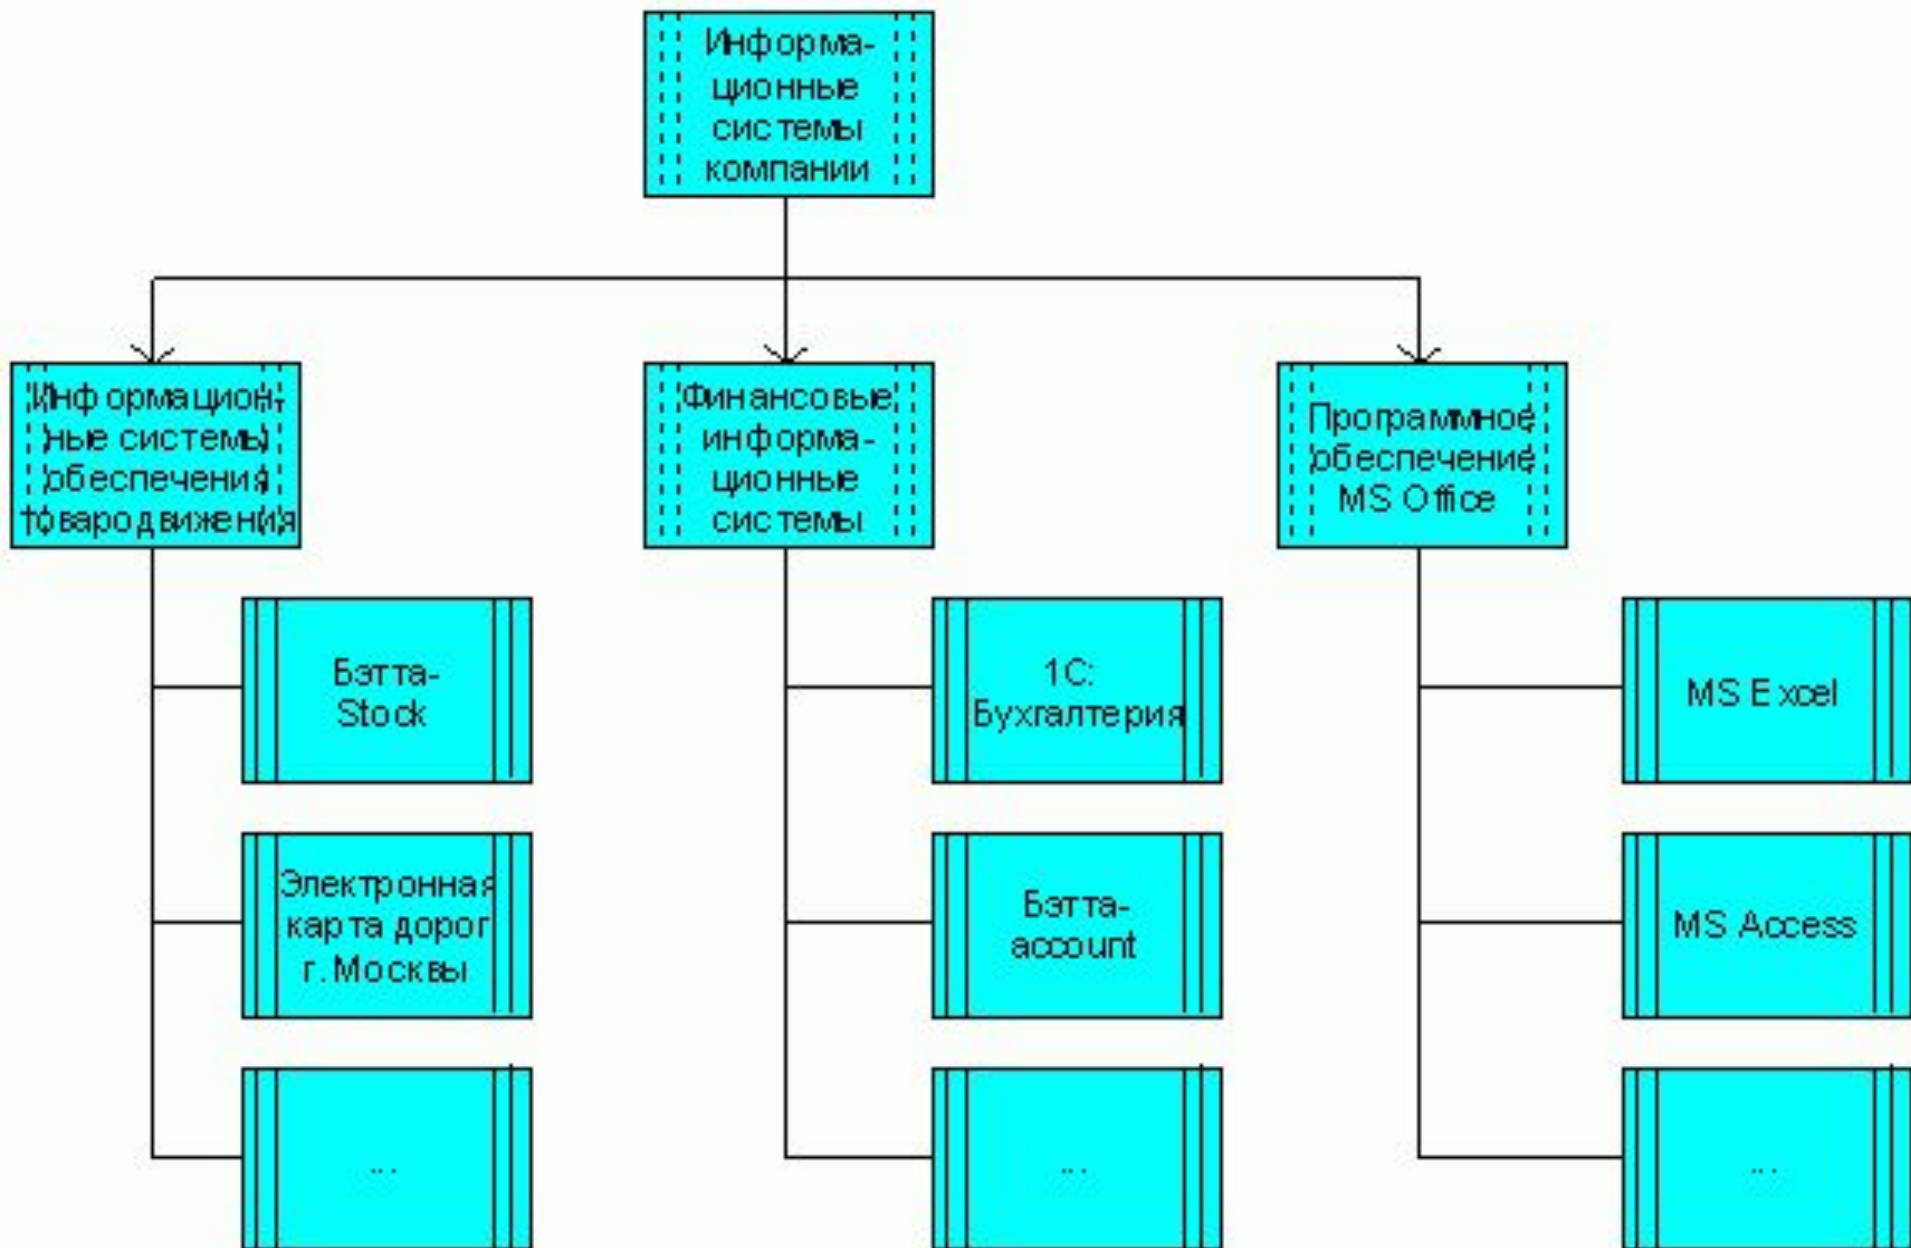 Информа-
ционные
системы
компании
Информацион-
ные системы
обеспечения
товародвижения
Финансовые
информа-
ционные
системы
Программное
обеспечение
MS Office
Бэтта-
Stock
1С:
Бухгалтерия
MS Excel
Электронная
карта дорог
г. Москвы
Бэтта-
account
MS Access
...
...
...